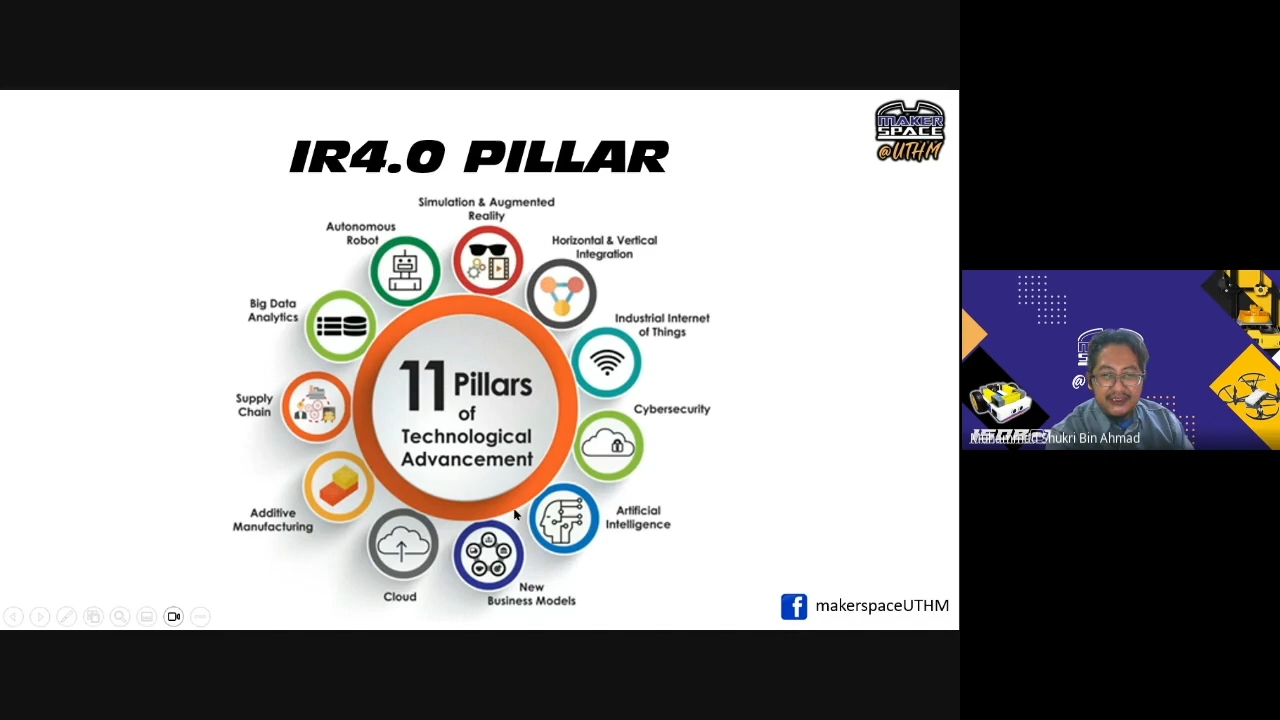 IR4.0 PILLAR
MAKER
SPACE
@UTHM
Simulation & Augmented
Reality
Autonomous
Robot
Horizontal & Vertical
Integration
Big Data
Analytics
Industrial Internet
of Things
Supply
Chain
Cybersecurity
11 Pillars
of
Technological
Advancement
Additive
Manufacturing
Artificial
Intelligence
Cloud
New
Business Models
makerspaceUTHM
Muhammad Shukri Bin Ahmad